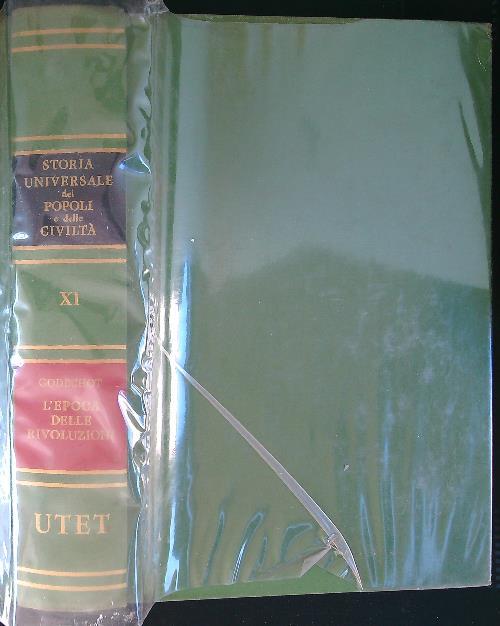 STORIA
UNIVERSALE
dei
POPOLI
e delle
CIVILTÀ
XI
GODECHOT
L'EPOCA
DELLE
RIVOLUZIONI
UTET